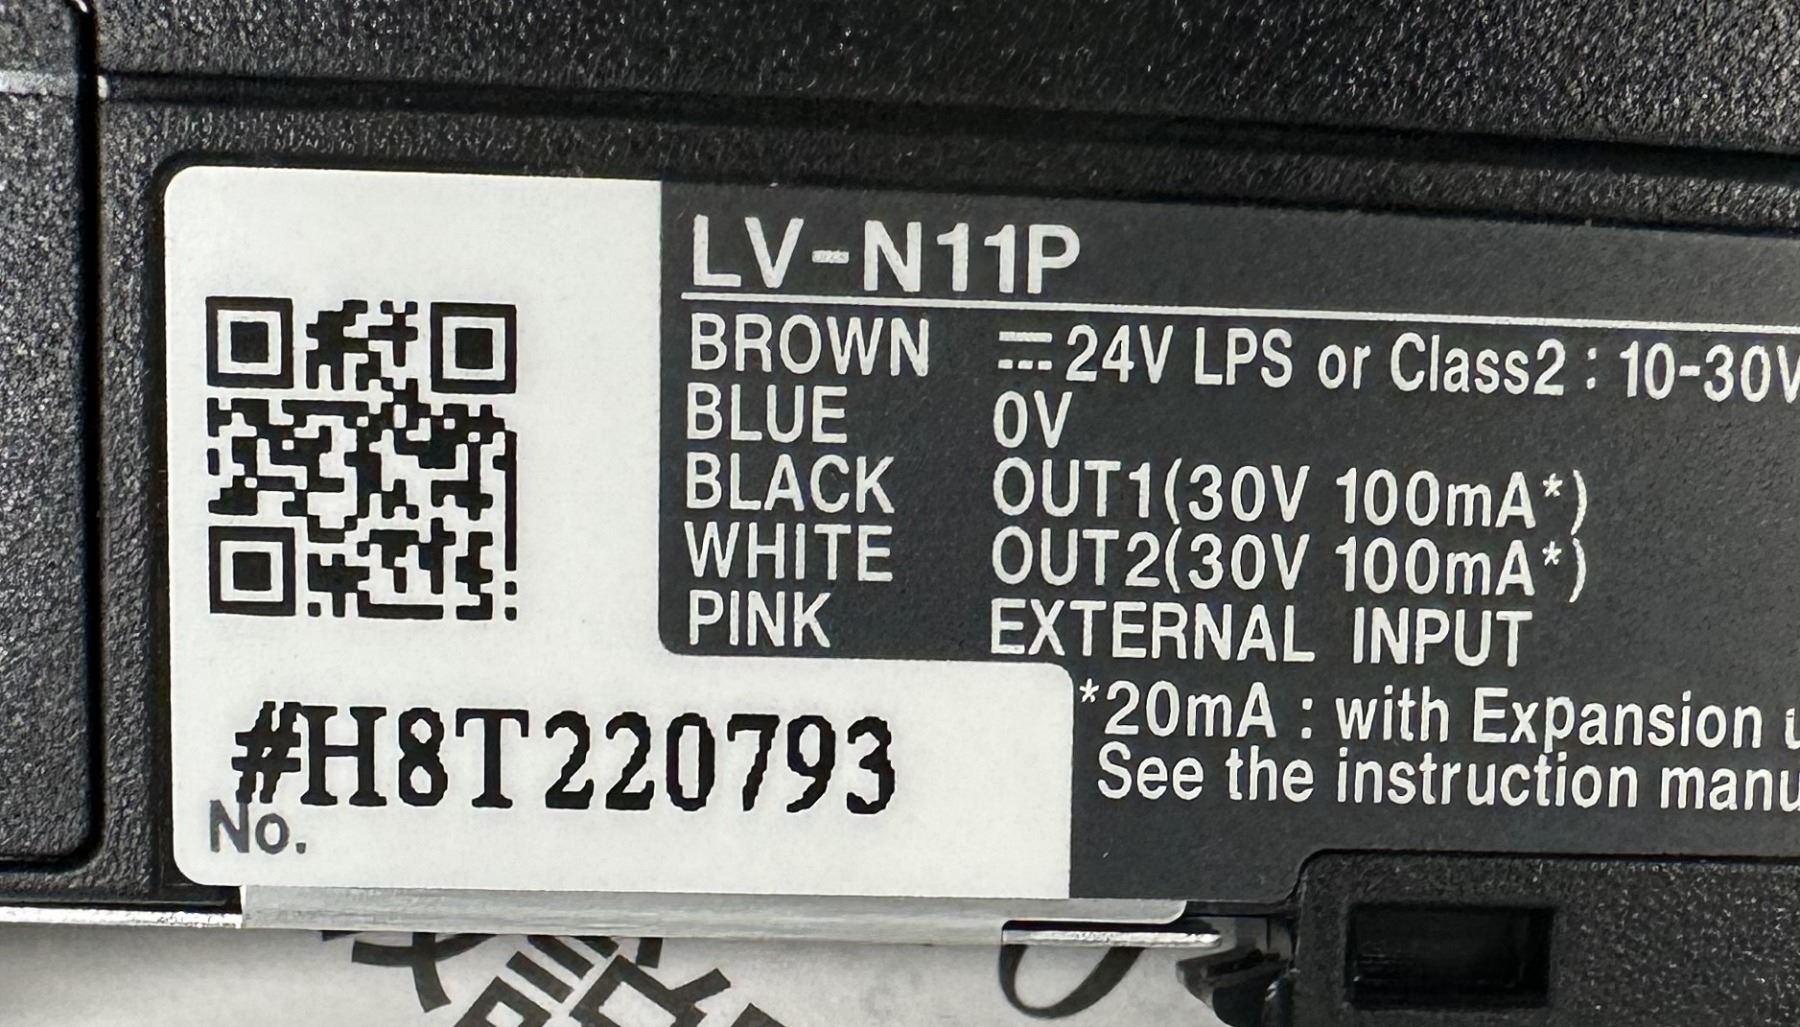 LV-N11P
BROWN ⎓24V LPS or Class2 : 10-30V
BLUE 0V
BLACK OUT1(30V 100mA*)
WHITE OUT2(30V 100mA*)
PINK EXTERNAL INPUT
*20mA : with Expansion
See the instruction
#H8T220793
No.